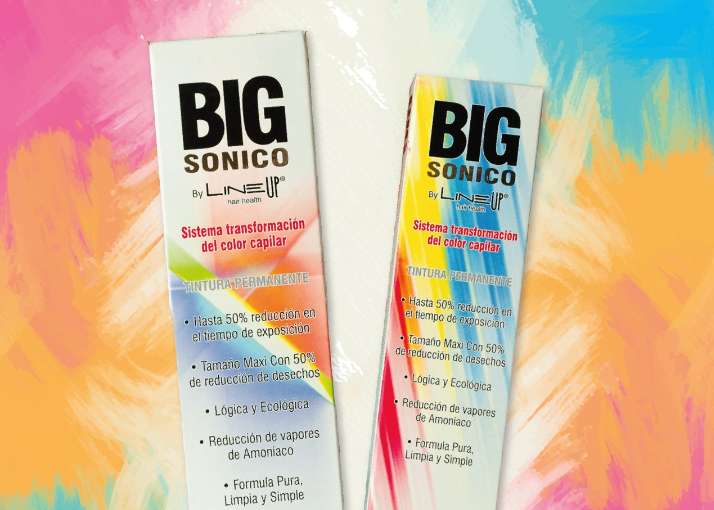 BIG
SONICO
By LINE UP®
hair health
Sistema transformación
del color capilar
TINTURA PERMANENTE
• Hasta 50% reducción en
el tiempo de exposición
• Tamaño Maxi Con 50%
de reducción de desechos
• Lógica y Ecológica
• Reducción de vapores
de Amoniaco
• Formula Pura,
Limpia y Simple
BIG
SONICO
By LINE UP®
hair health
Sistema transformación
del color capilar
TINTURA PERMANENTE
• Hasta 50% reducción en
el tiempo de exposición
• Tamaño Maxi Con 50%
de reducción de desechos
• Lógica y Ecológica
• Reducción de vapores
de Amoniaco
• Formula Pura,
Limpia y Simple